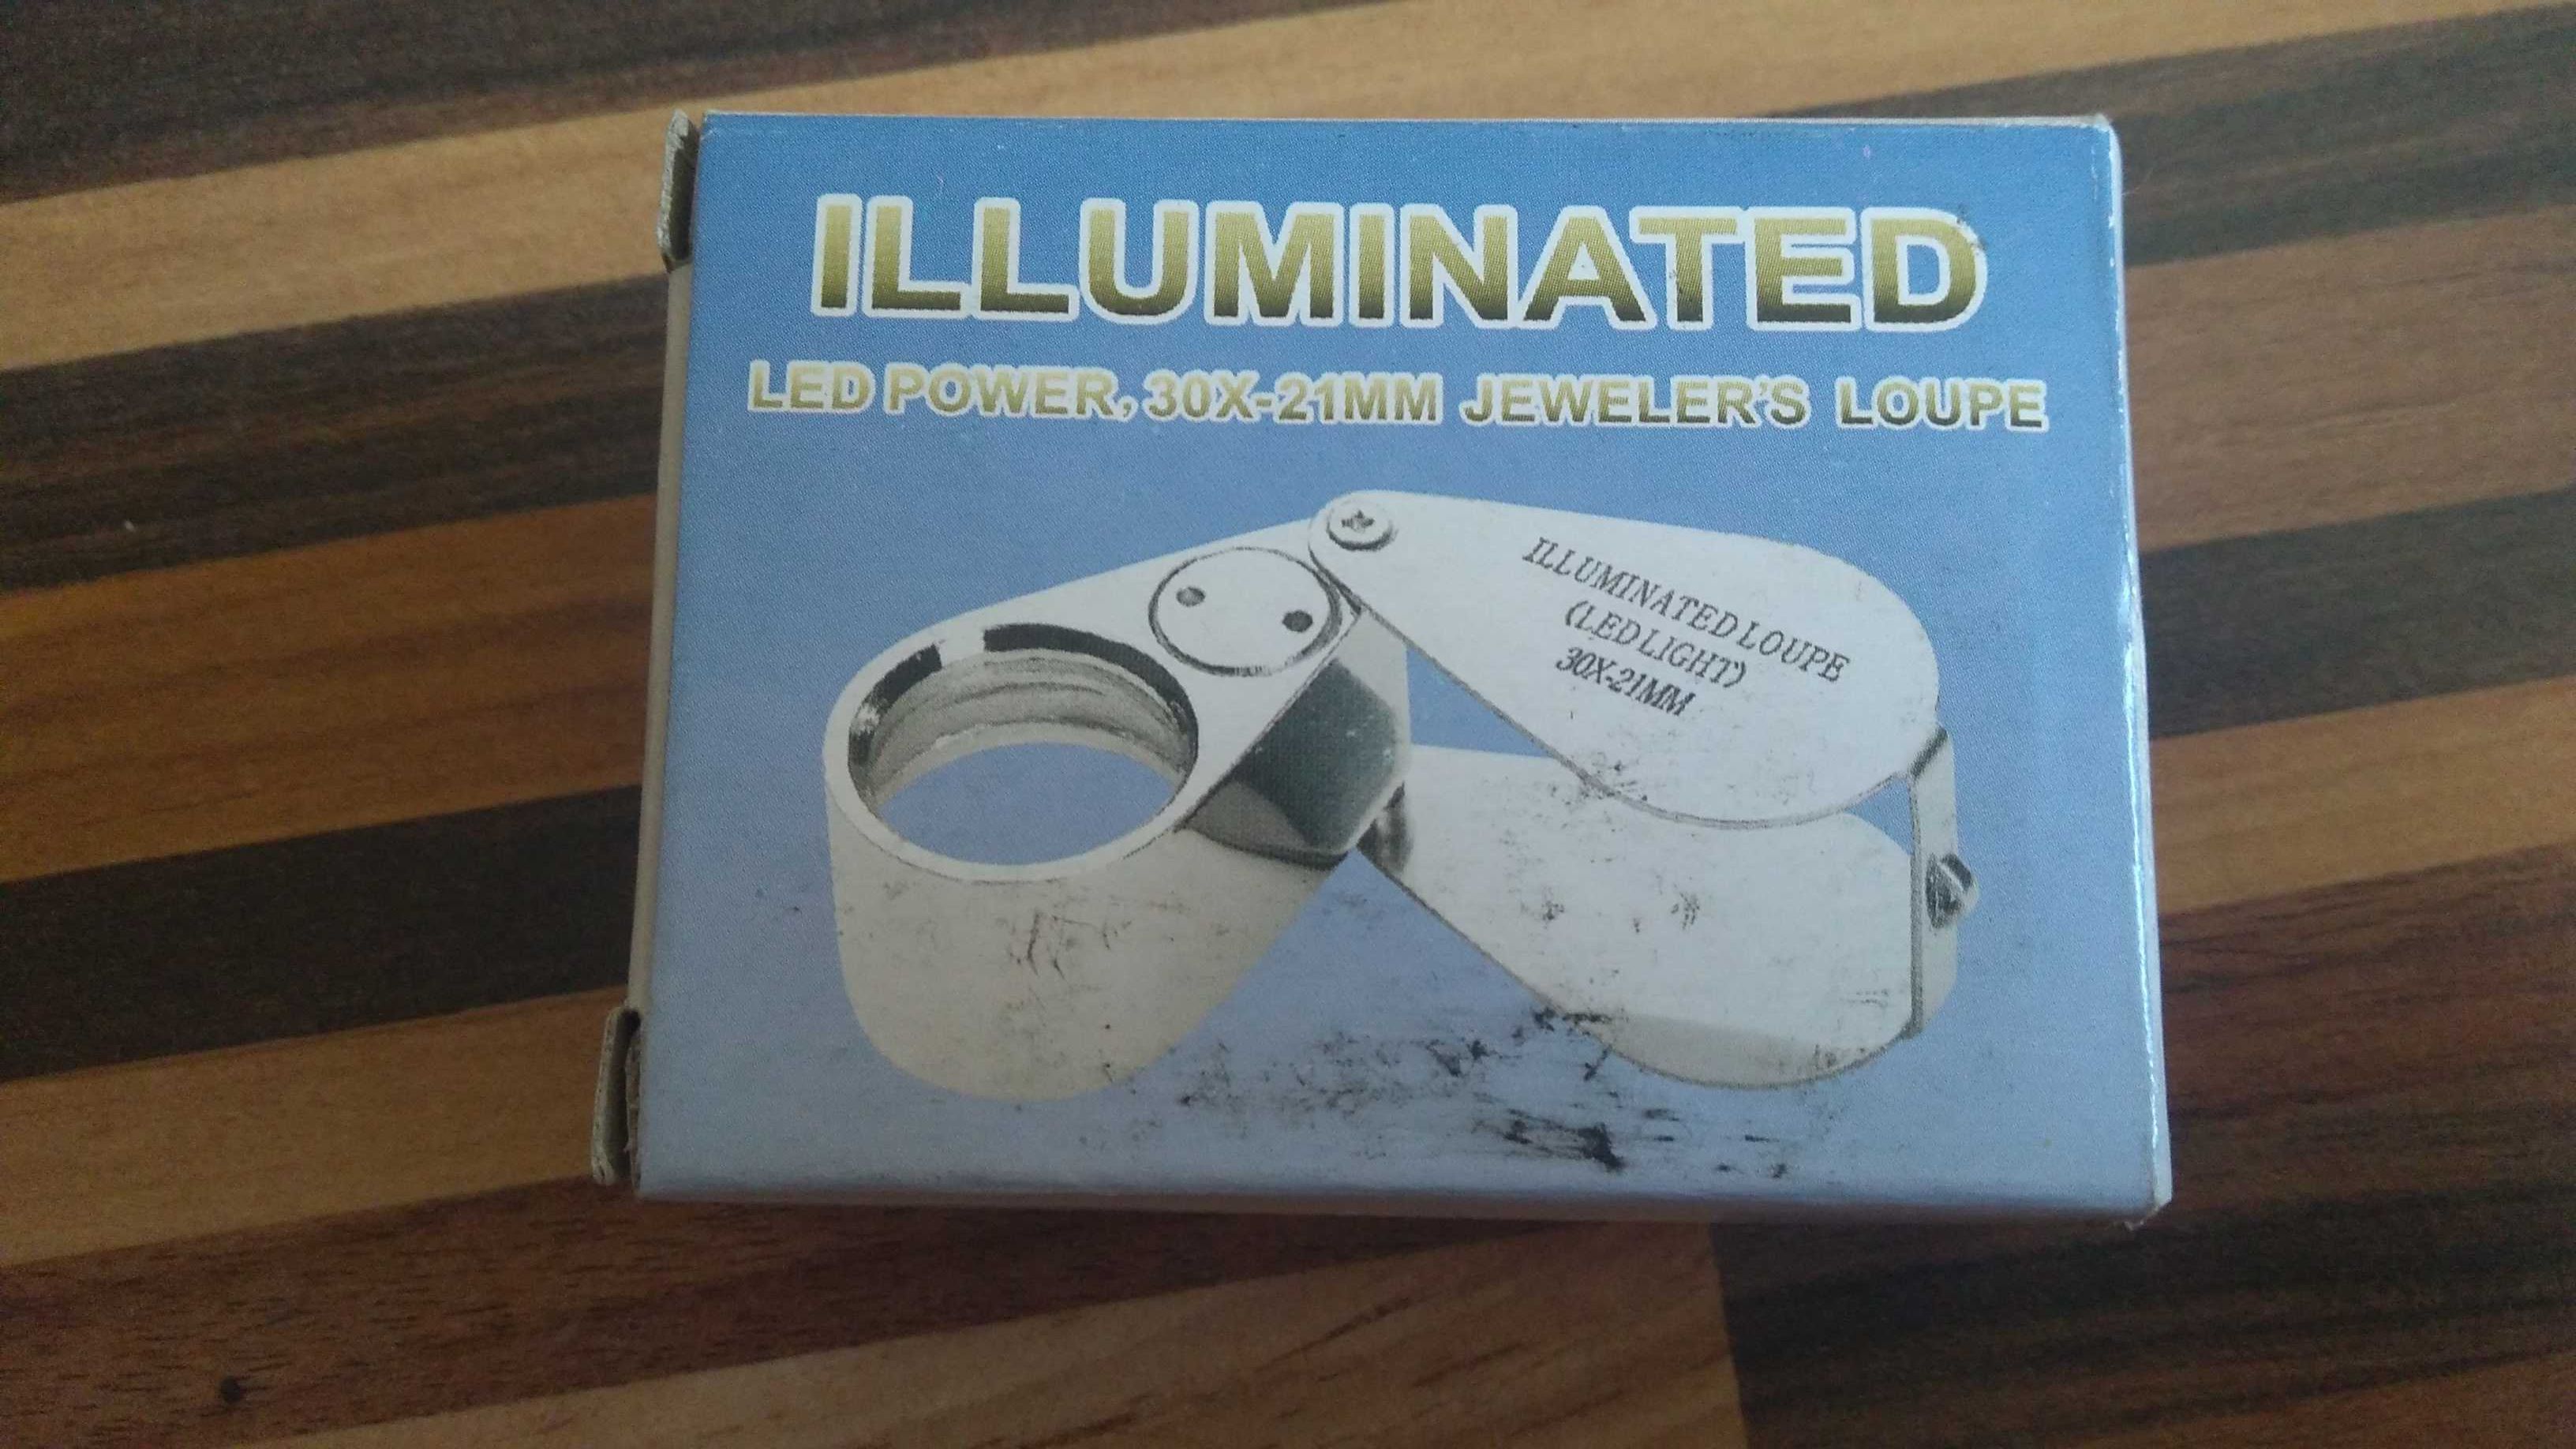 ILLUMINATED
LED POWER, 30X-21MM JEWELER'S LOUPE
ILLUMINATED LOUPE
(LED LIGHT)
30X-21MM